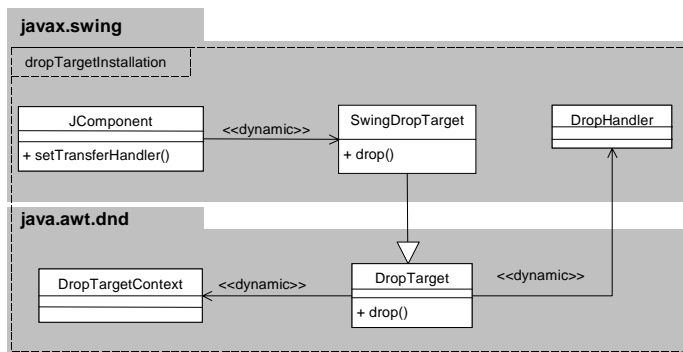 javax.swing
dropTargetInstallation
JComponent
+ setTransferHandler()
<<dynamic>>
SwingDropTarget
+ drop()
DropHandler
java.awt.dnd
DropTargetContext
<<dynamic>>
DropTarget
+ drop()
<<dynamic>>